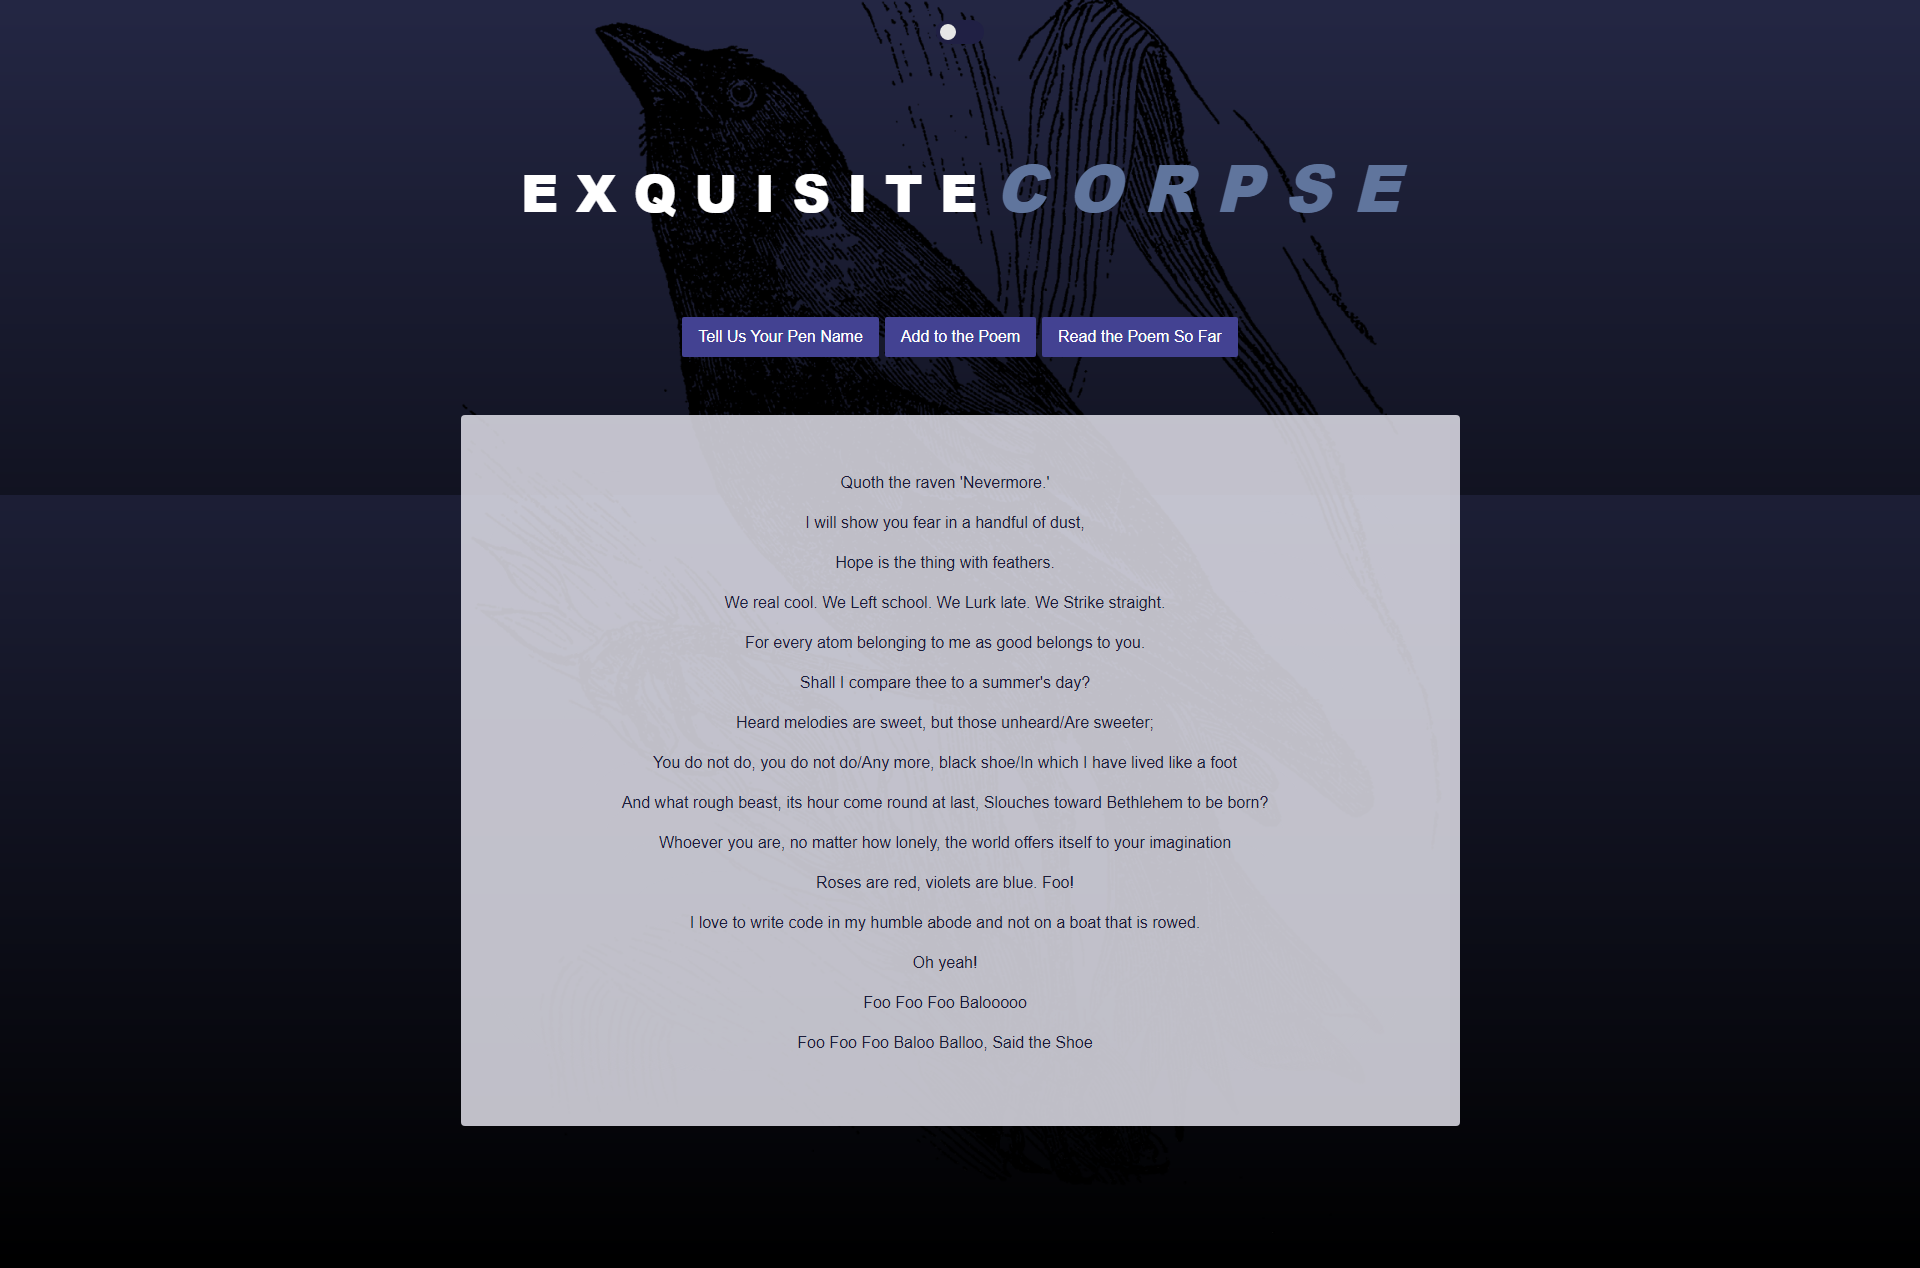 EXQUISITE CORPSE
Tell Us Your Pen Name Add to the Poem Read the Poem So Far
Quoth the raven 'Nevermore.'
I will show you fear in a handful of dust,
Hope is the thing with feathers.
We real cool. We Left school. We Lurk late. We Strike straight.
For every atom belonging to me as good belongs to you.
Shall I compare thee to a summer's day?
Heard melodies are sweet, but those unheard/Are sweeter;
You do not do, you do not do/Any more, black shoe/In which I have lived like a foot
And what rough beast, its hour come round at last, Slouches toward Bethlehem to be born?
Whoever you are, no matter how lonely, the world offers itself to your imagination
Roses are red, violets are blue. Foo!
I love to write code in my humble abode and not on a boat that is rowed.
Oh yeah!
Foo Foo Foo Balooooo
Foo Foo Foo Baloo Balloo, Said the Shoe